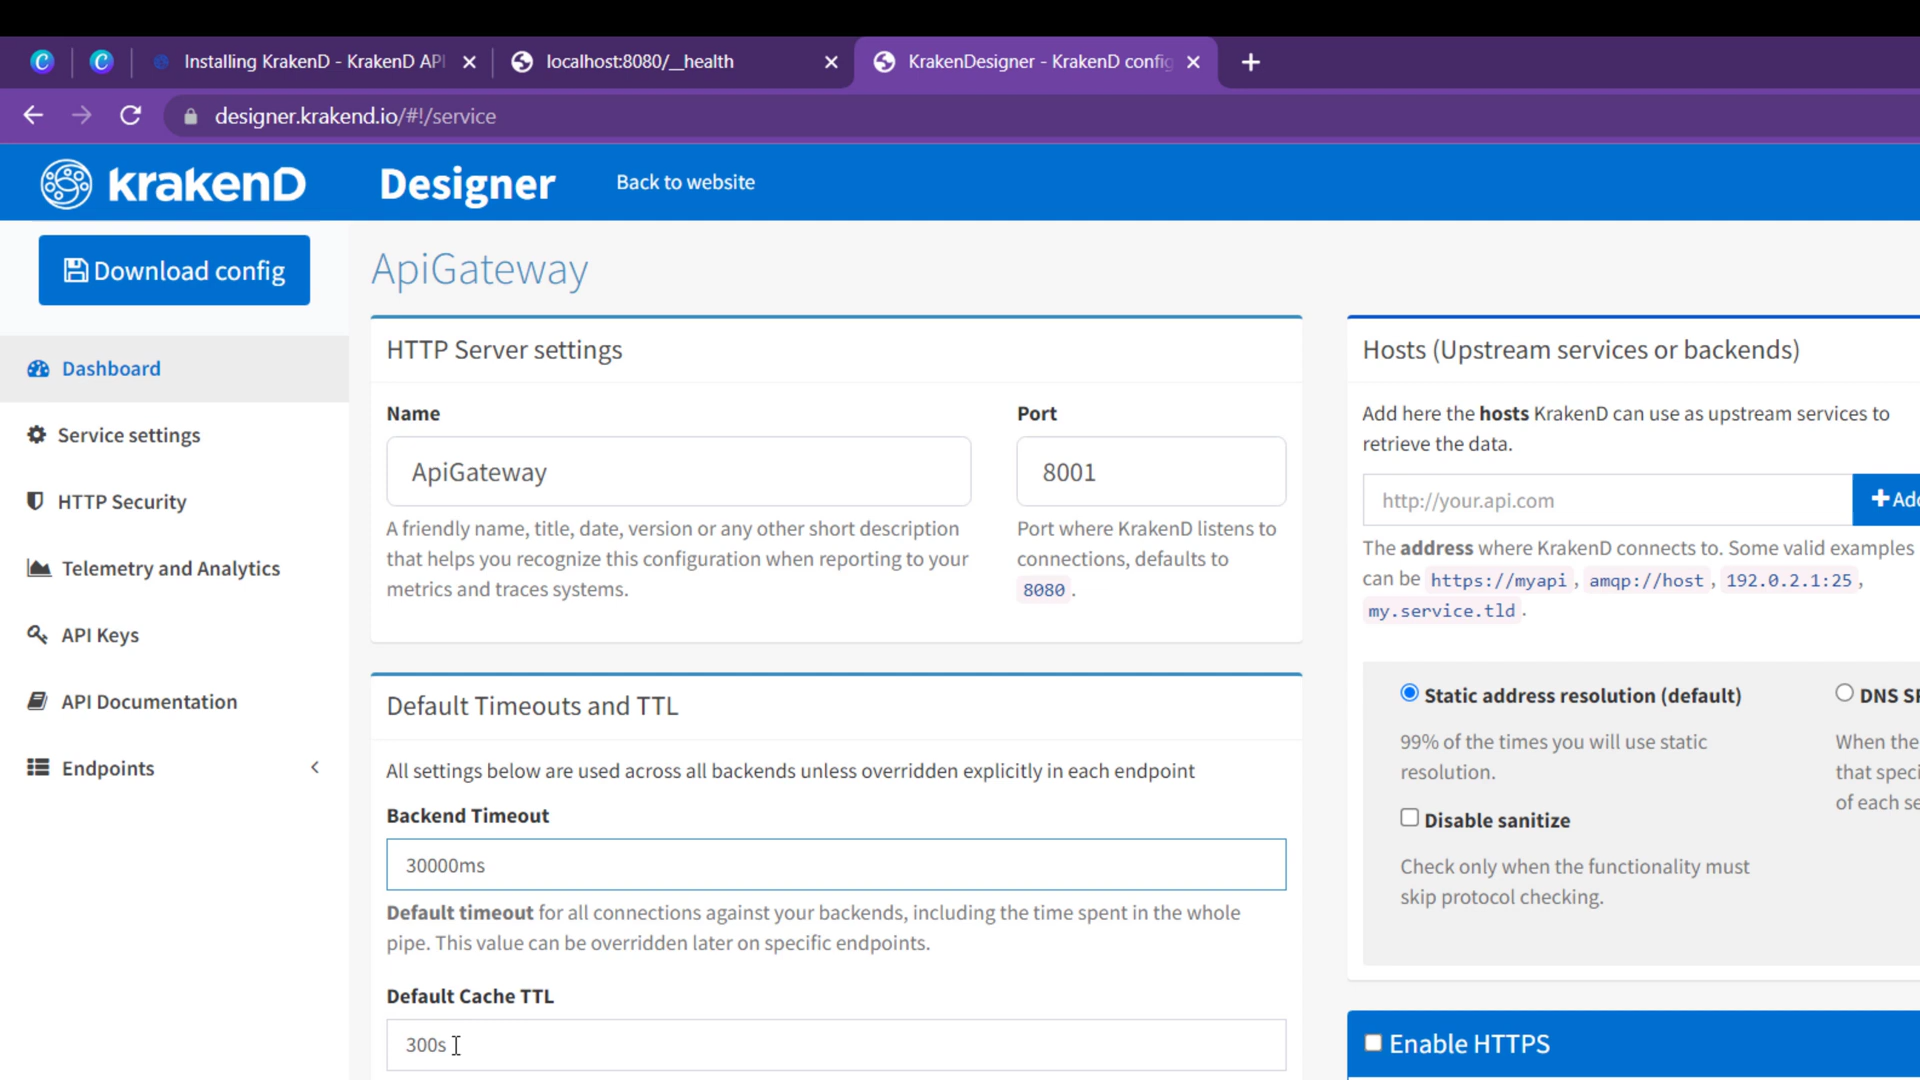 Installing KrakenD - KrakenD API
localhost:8080/__health
KrakenDesigner - KrakenD config
designer.krakend.io/#!/service
krakenD
Designer
Back to website
Download config
Dashboard
Service settings
HTTP Security
Telemetry and Analytics
API Keys
API Documentation
Endpoints
ApiGateway
HTTP Server settings
Name
ApiGateway
A friendly name, title, date, version or any other short description
that helps you recognize this configuration when reporting to your
metrics and traces systems.
Port
8001
Port where KrakenD listens to
connections, defaults to
8080 .
Default Timeouts and TTL
All settings below are used across all backends unless overridden explicitly in each endpoint
Backend Timeout
30000ms
Default timeout for all connections against your backends, including the time spent in the whole
pipe. This value can be overridden later on specific endpoints.
Default Cache TTL
300s
Hosts (Upstream services or backends)
Add here the hosts KrakenD can use as upstream services to
retrieve the data.
http://your.api.com
+Add
The address where KrakenD connects to. Some valid examples
can be https://myapi , amqp://host , 192.0.2.1:25 ,
my.service.tld .
Static address resolution (default)
99% of the times you will use static
resolution.
Disable sanitize
Check only when the functionality must
skip protocol checking.
DNS
When the
that
of each
Enable HTTPS